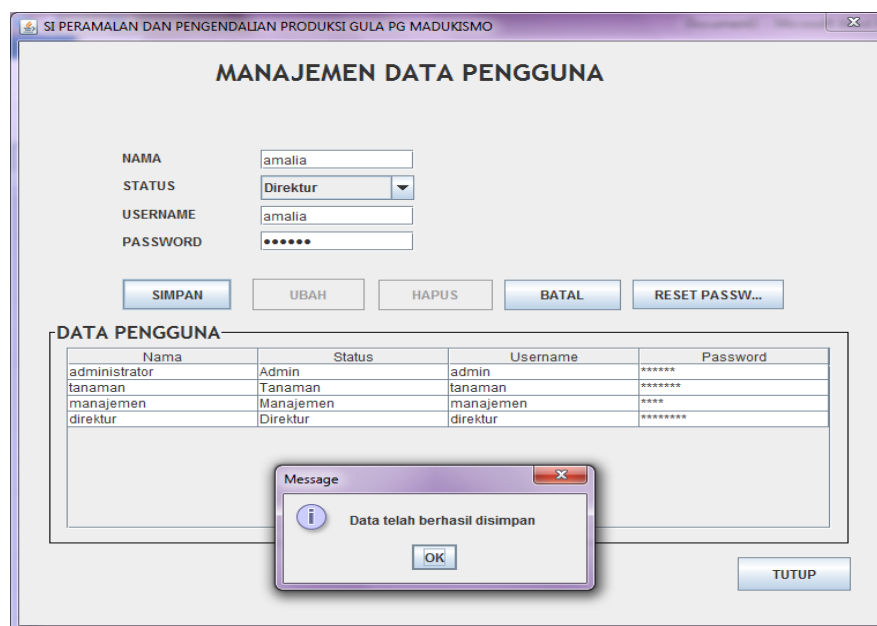 SI PERAMALAN DAN PENGENDALIAN PRODUKSI GULA PG MADUKISMO
MANAJEMEN DATA PENGGUNA
NAMA amalia
STATUS Direktur
USERNAME amalia
PASSWORD ●●●●●●
SIMPAN UBAH HAPUS BATAL RESET PASSW...
DATA PENGGUNA
Nama Status Username Password
administrator Admin admin ******
tanaman Tanaman tanaman *******
manajemen Manajemen manajemen ****
direktur Direktur direktur ********
Message
Data telah berhasil disimpan
OK
TUTUP